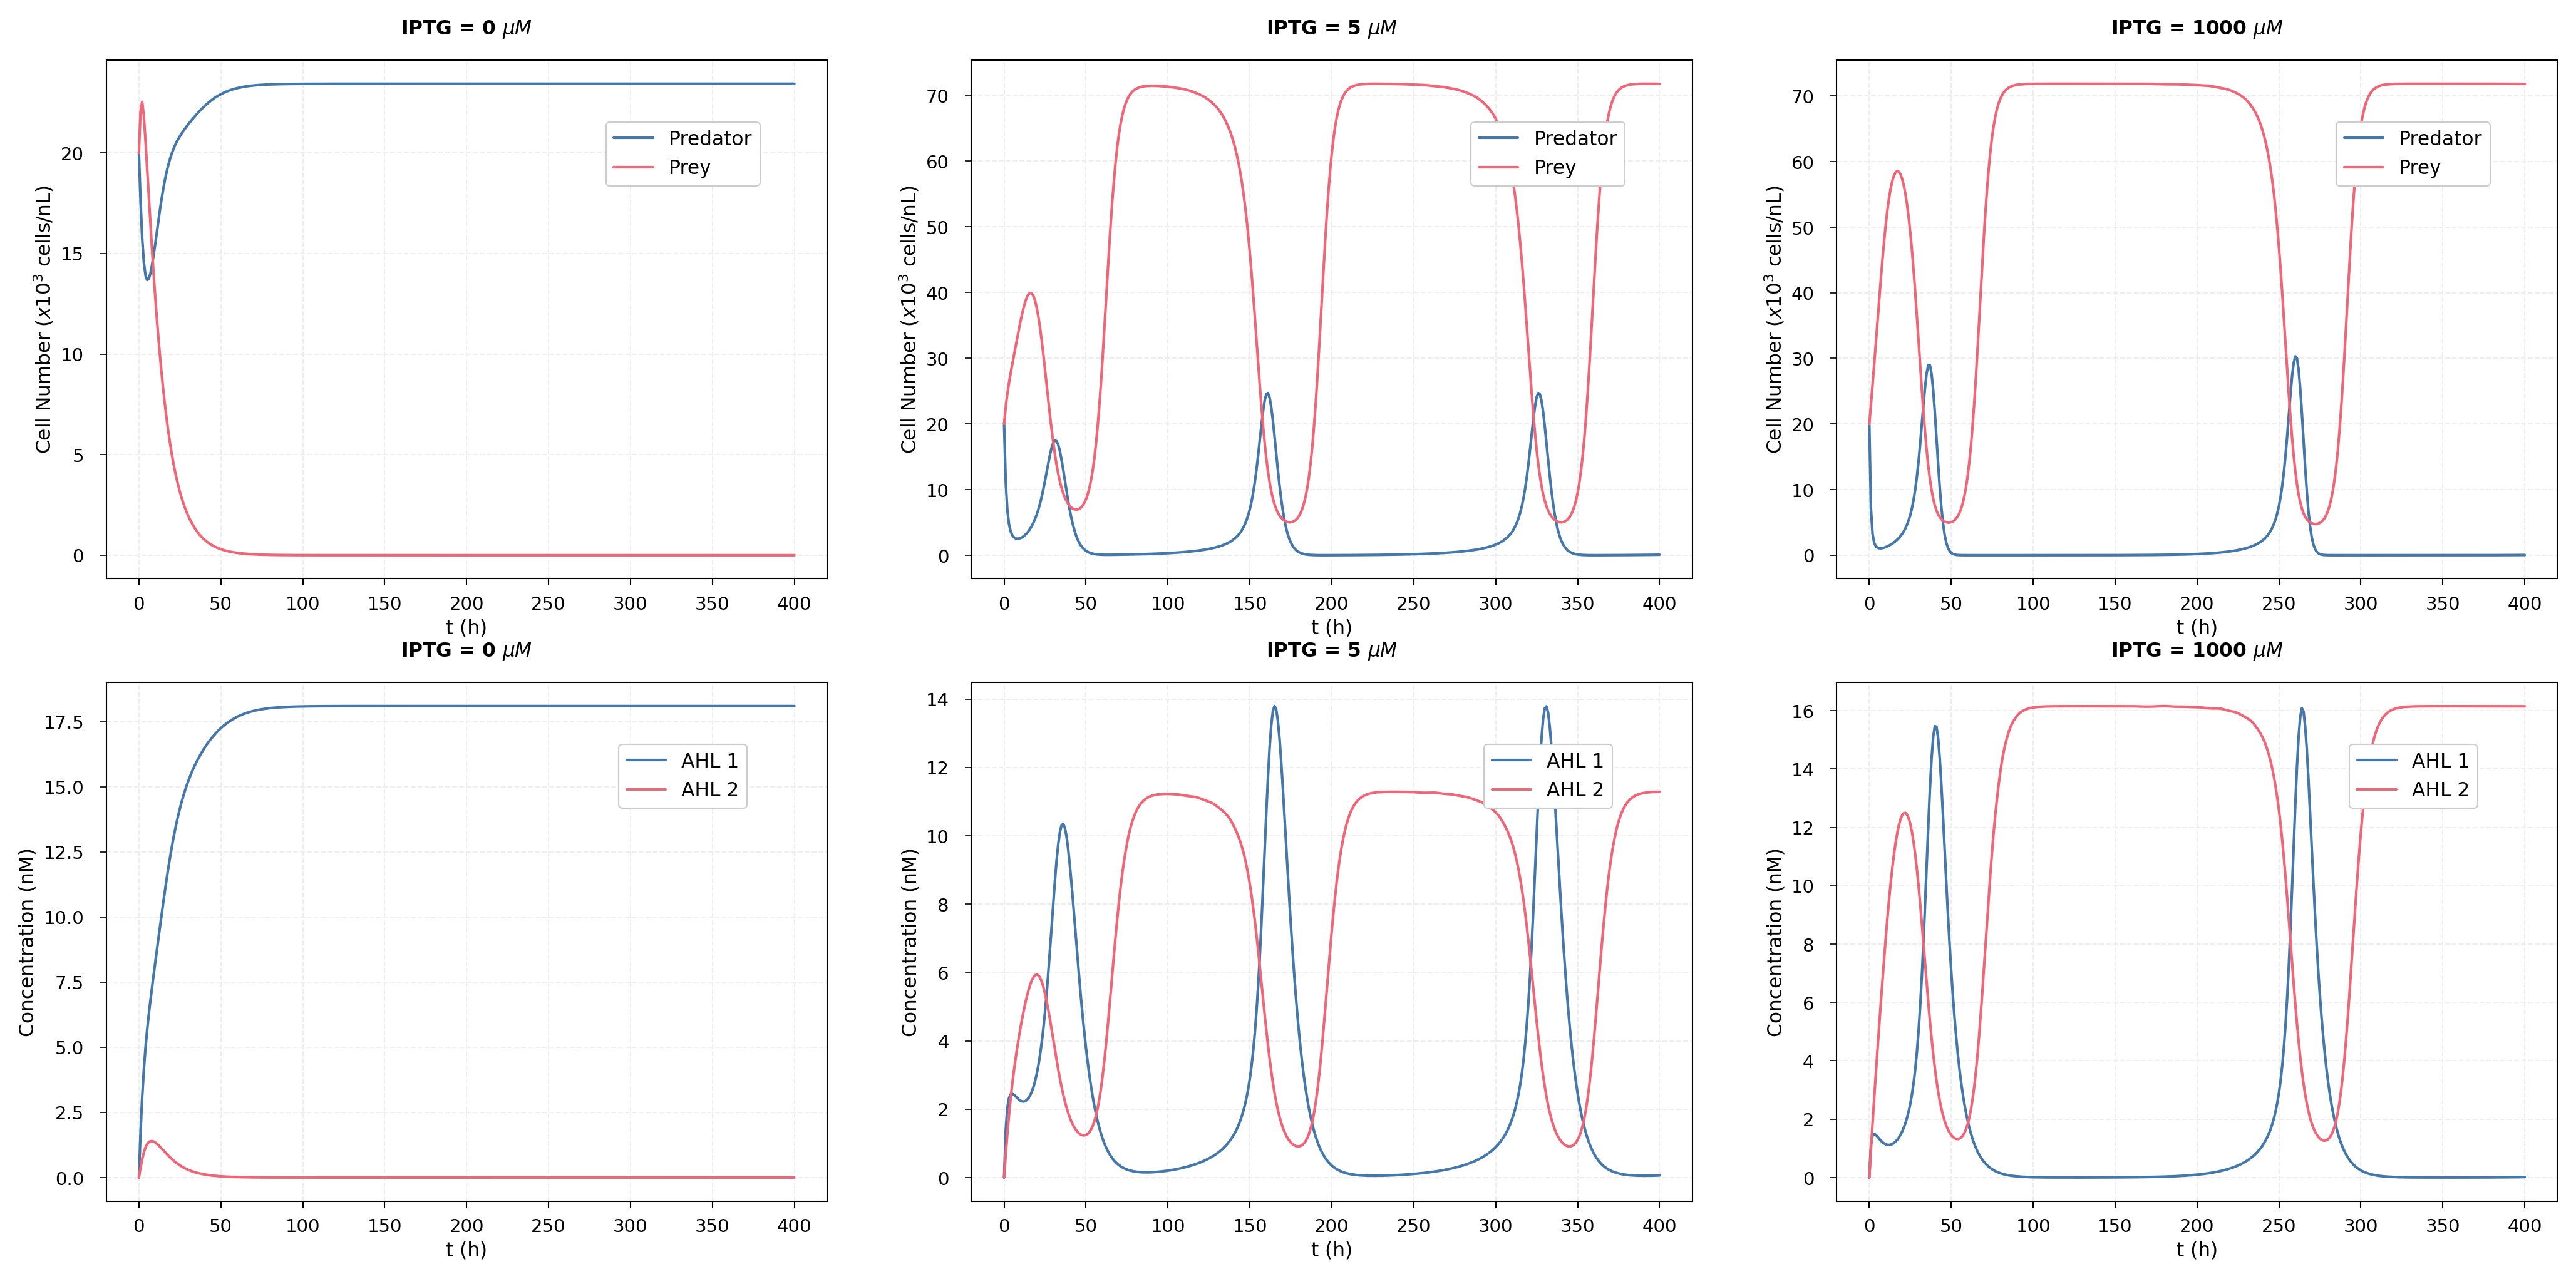 IPTG = 0 μM
Cell Number (x10³ cells/nL)
20
15
10
5
0
Predator
Prey
0 50 100 150 200 250 300 350 400
t (h)
IPTG = 5 μM
Cell Number (x10³ cells/nL)
70
60
50
40
30
20
10
0
Predator
Prey
0 50 100 150 200 250 300 350 400
t (h)
IPTG = 1000 μM
Cell Number (x10³ cells/nL)
70
60
50
40
30
20
10
0
Predator
Prey
0 50 100 150 200 250 300 350 400
t (h)
IPTG = 0 μM
Concentration (nM)
17.5
15.0
12.5
10.0
7.5
5.0
2.5
0.0
AHL 1
AHL 2
0 50 100 150 200 250 300 350 400
t (h)
IPTG = 5 μM
Concentration (nM)
14
12
10
8
6
4
2
0
AHL 1
AHL 2
0 50 100 150 200 250 300 350 400
t (h)
IPTG = 1000 μM
Concentration (nM)
16
14
12
10
8
6
4
2
0
AHL 1
AHL 2
0 50 100 150 200 250 300 350 400
t (h)